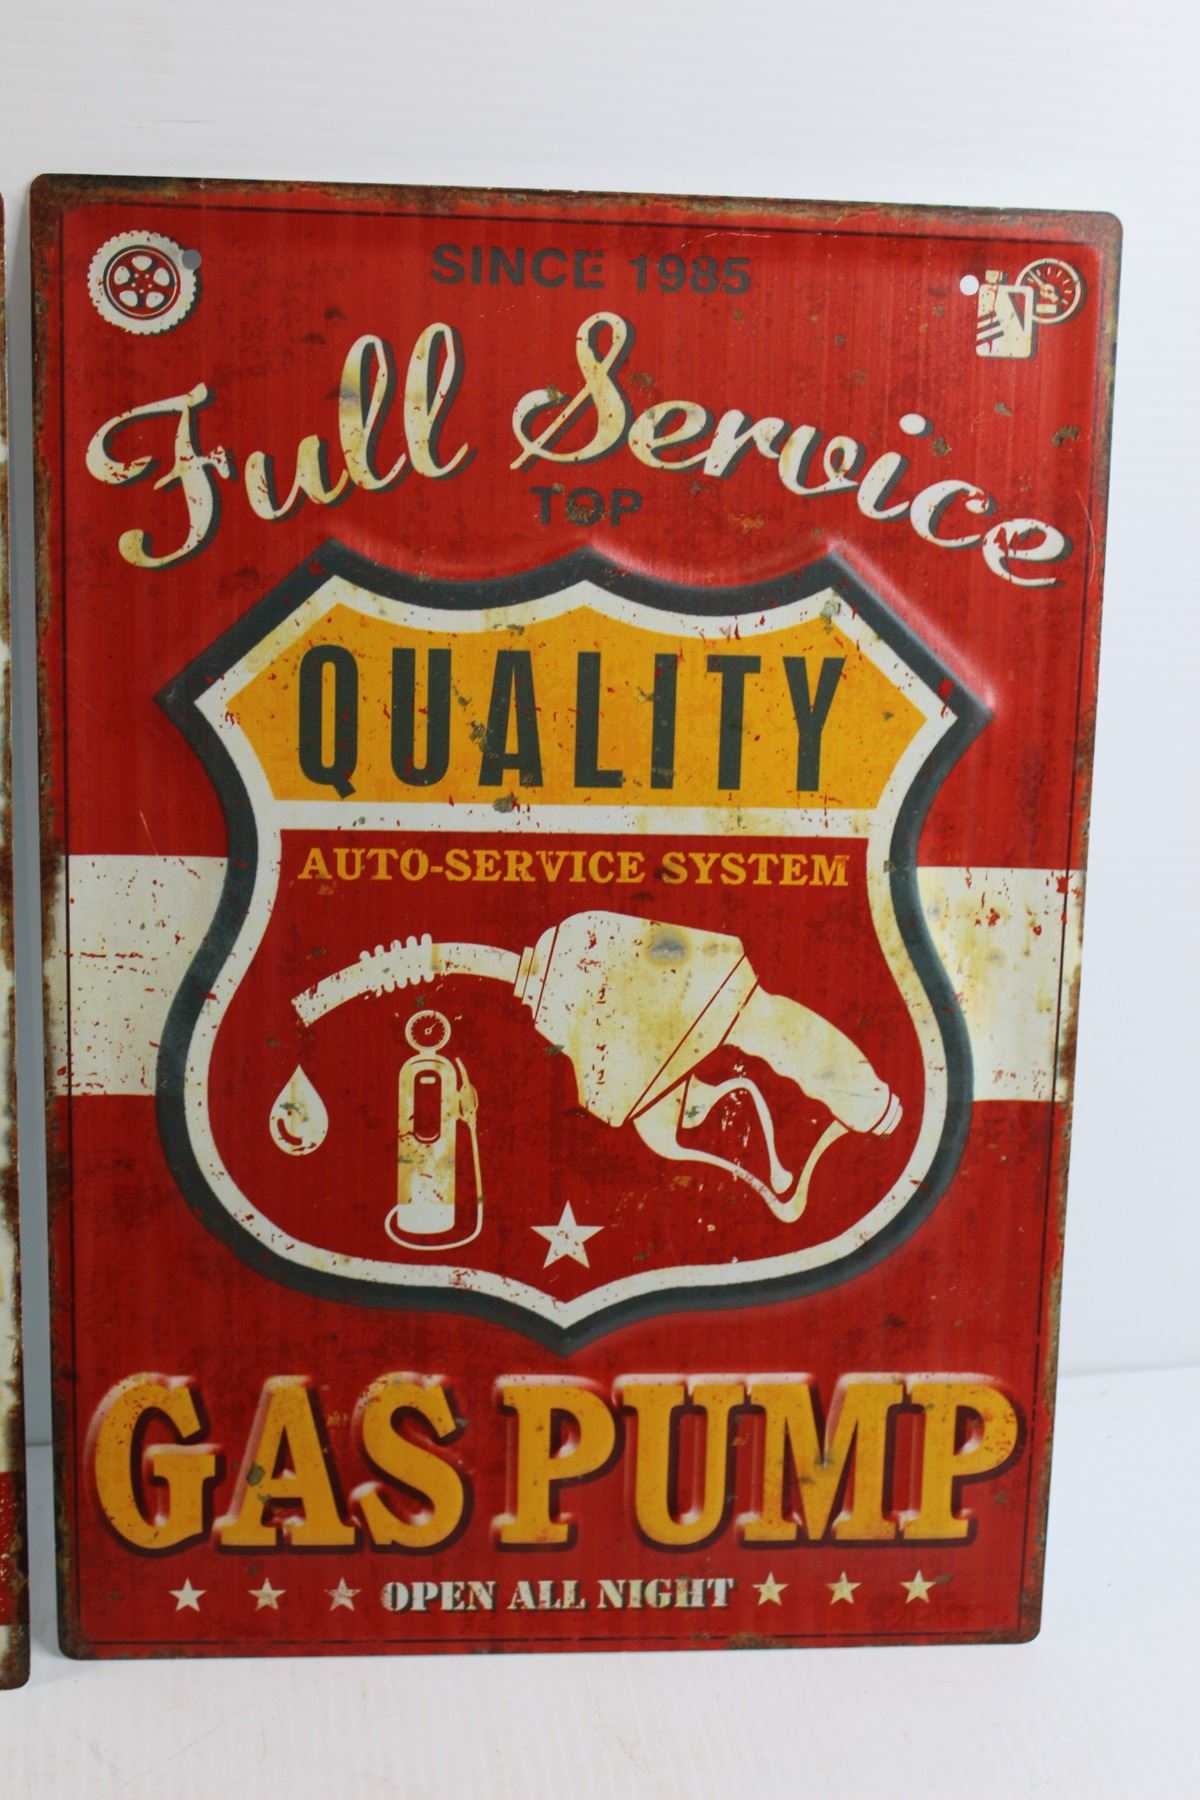 SINCE 1985
Full Service
TOP
QUALITY
AUTO-SERVICE SYSTEM
GAS PUMP
OPEN ALL NIGHT